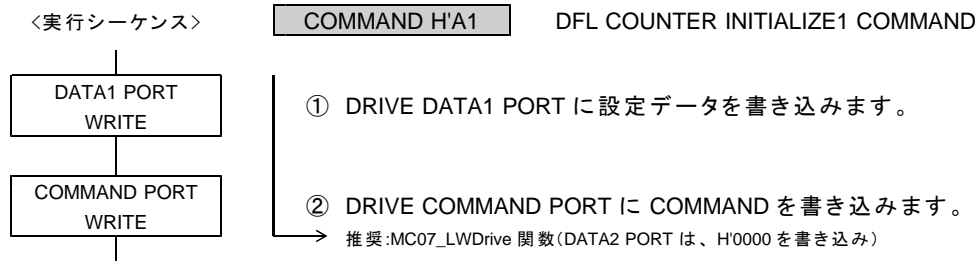 <実行シーケンス>
COMMAND H'A1
DFL COUNTER INITIALIZE1 COMMAND
DATA1 PORT
WRITE
① DRIVE DATA1 PORT に設定データを書き込みます。
COMMAND PORT
WRITE
② DRIVE COMMAND PORT に COMMAND を書き込みます。
推奨:MC07_LWDrive 関数(DATA2 PORT は、H'0000 を書き込み)